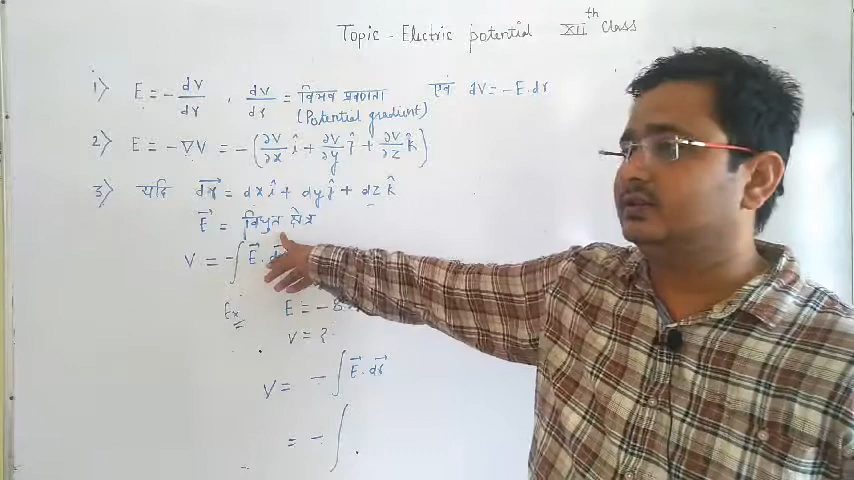 Topic - Electric potential XII th Class
1) E = - dV/dr , dV/dr = विभव प्रवणता एवं dV = - E.dr
(Potential gradient)
2) E = - ∇V = - (∂V/∂x î + ∂V/∂y ĵ + ∂V/∂z k̂)
3) यदि dr⃗ = dx î + dy ĵ + dz k̂
E⃗ = विधुत क्षेत्र
V = - ∫ E⃗ .
Ex E = - 8
V = ?
V = - ∫ E⃗ . dr⃗
= - ∫